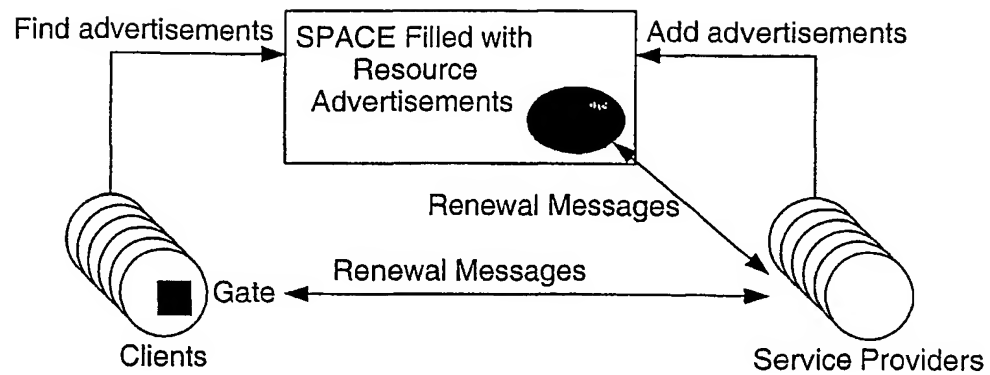 Find advertisements
SPACE Filled with
Resource
Advertisements
Add advertisements
Renewal Messages
Renewal Messages
Gate
Clients
Service Providers